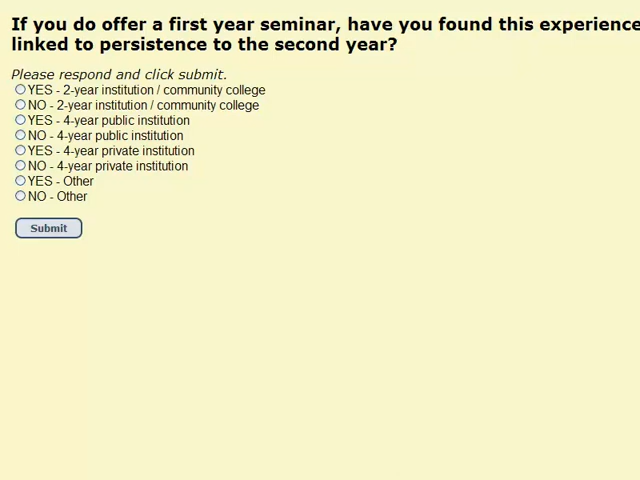 If you do offer a first year seminar, have you found this experience
linked to persistence to the second year?
Please respond and click submit.
YES - 2-year institution / community college
NO - 2-year institution / community college
YES - 4-year public institution
NO - 4-year public institution
YES - 4-year private institution
NO - 4-year private institution
YES - Other
NO - Other
Submit